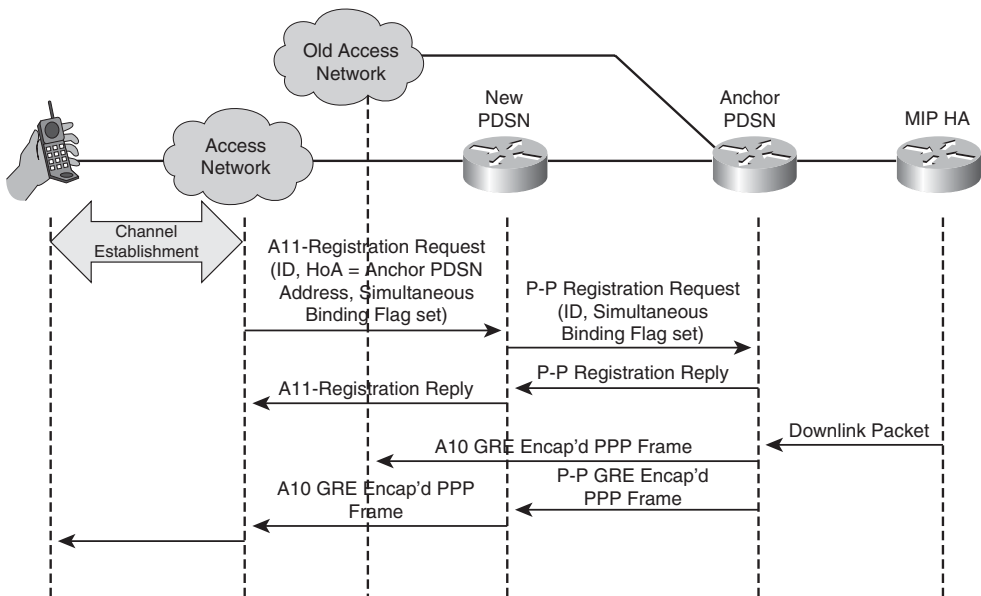 Old Access
Network
New
PDSN
Anchor
PDSN
MIP HA
Access
Network
Channel
Establishment
A11-Registration Request
(ID, HoA = Anchor PDSN
Address, Simultaneous
Binding Flag set)
P-P Registration Request
(ID, Simultaneous
Binding Flag set)
P-P Registration Reply
A11-Registration Reply
Downlink Packet
A10 GRE Encap'd PPP Frame
P-P GRE Encap'd
PPP Frame
A10 GRE Encap'd PPP
Frame